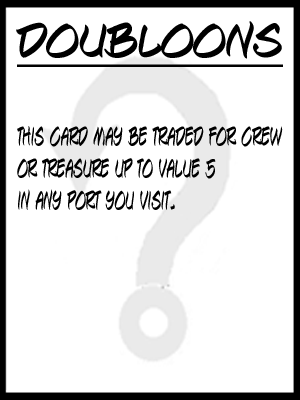 DOUBLOONS
THIS CARD MAY BE TRADED FOR CREW
OR TREASURE UP TO VALUE 5
IN ANY PORT YOU VISIT.